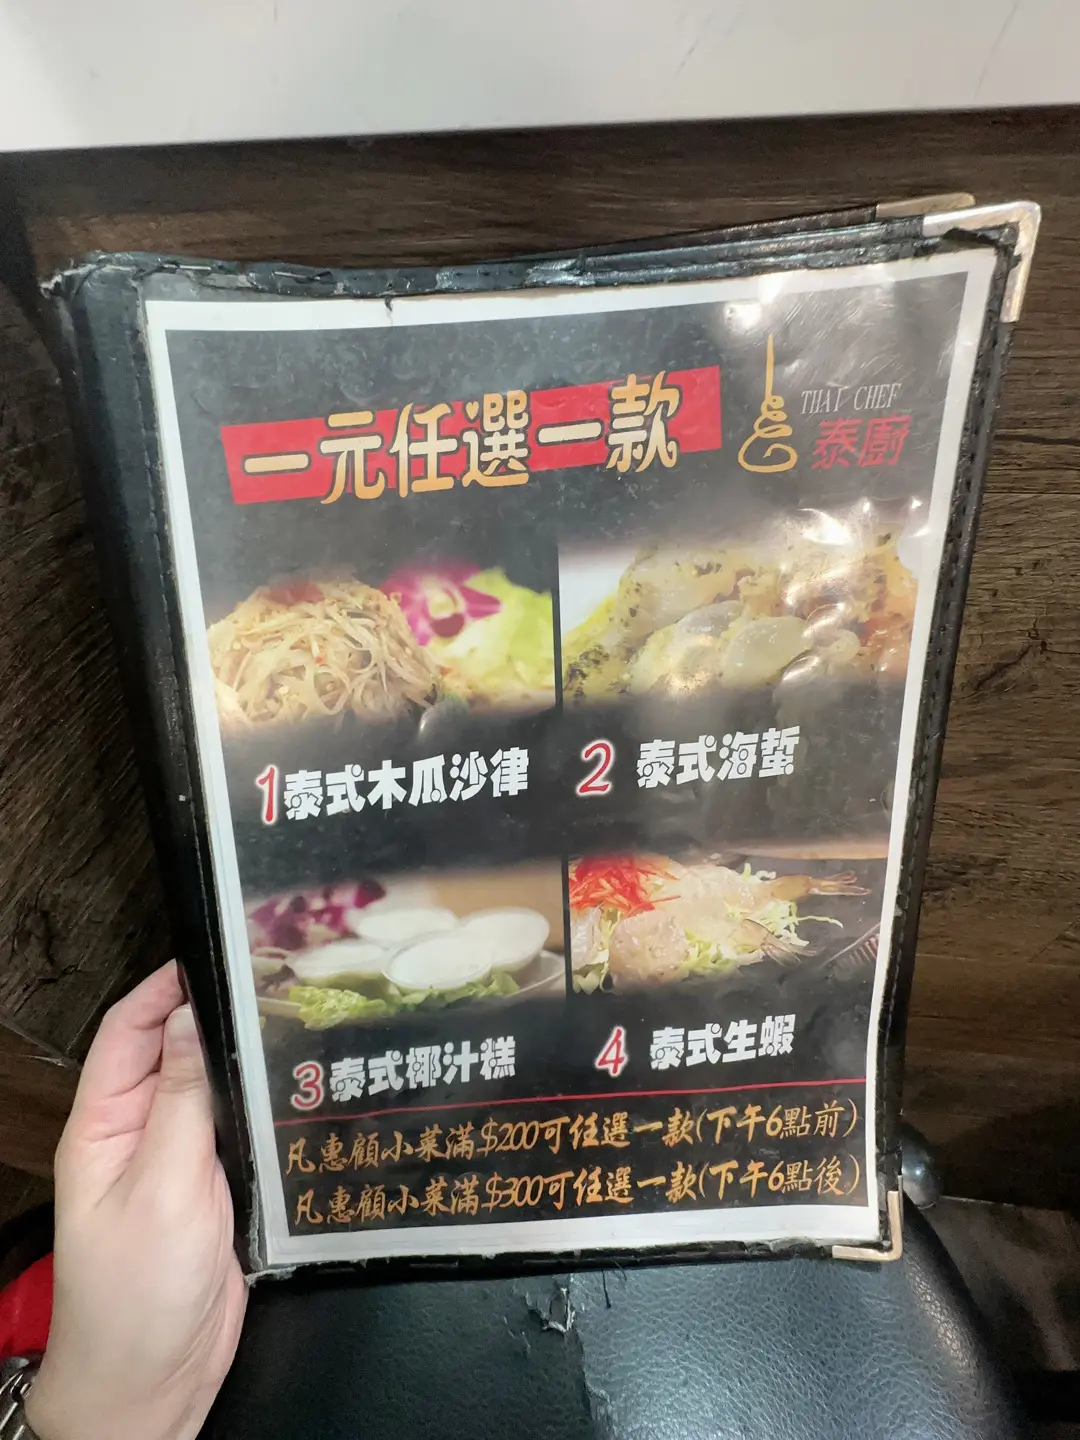 一元任選一款
THAI CHEF
泰廚
1泰式木瓜沙律
2 泰式海蜇
3泰式椰汁糕
4 泰式生蝦
凡惠顧小菜滿$200可任選一款(下午6點前)
凡惠顧小菜滿$300可任選一款(下午6點後)